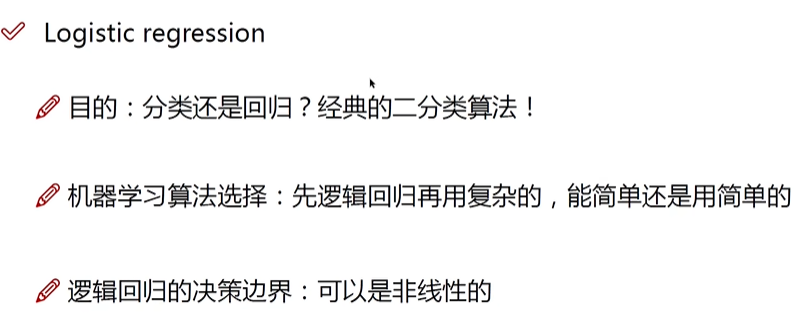 Logistic regression
目的：分类还是回归？经典的二分类算法！
机器学习算法选择：先逻辑回归再用复杂的，能简单还是用简单的
逻辑回归的决策边界：可以是非线性的